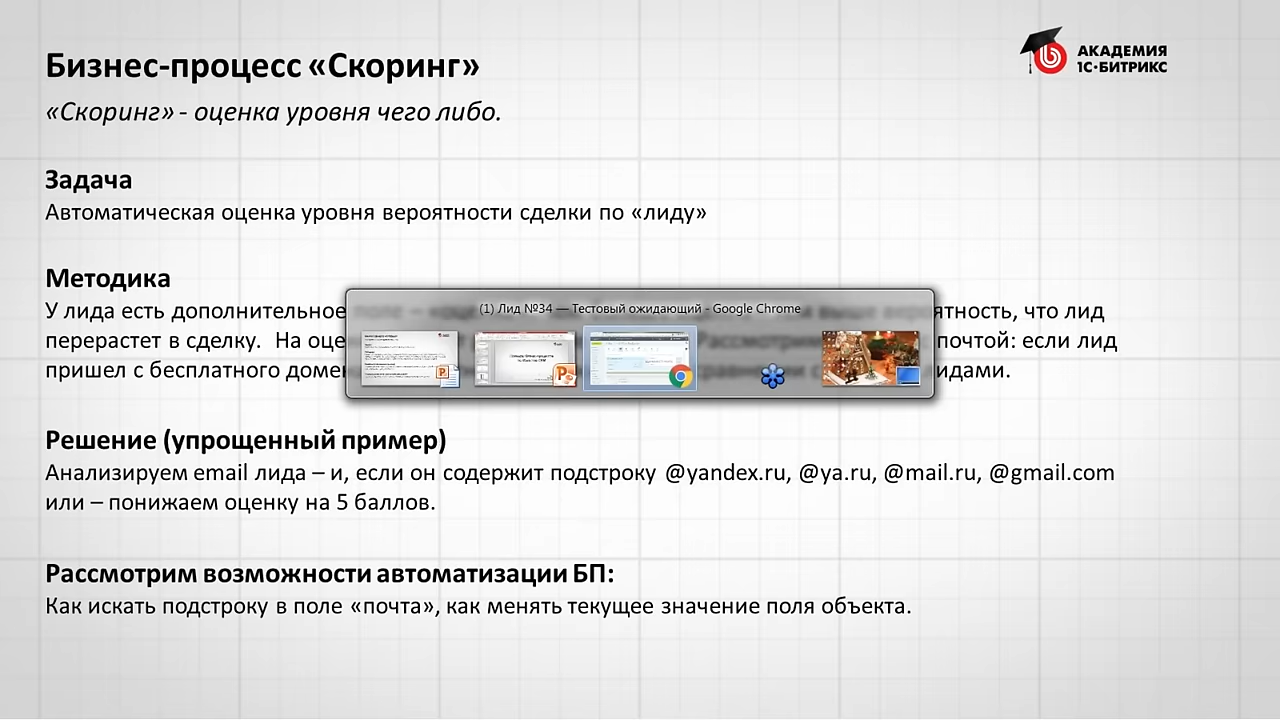 Бизнес-процесс «Скоринг»
АКАДЕМИЯ
1С·БИТРИКС
«Скоринг» - оценка уровня чего либо.
Задача
Автоматическая оценка уровня вероятности сделки по «лиду»
Методика
У лида есть дополнительное
ятность, что лид
(1) Лид №34 — Тестовый ожидающий - Google Chrome
перерастет в сделку. На оце
почтой: если лид
пришел с бесплатного домен
лидами.
Решение (упрощенный пример)
Анализируем email лида – и, если он содержит подстроку @yandex.ru, @ya.ru, @mail.ru, @gmail.com
или – понижаем оценку на 5 баллов.
Рассмотрим возможности автоматизации БП:
Как искать подстроку в поле «почта», как менять текущее значение поля объекта.